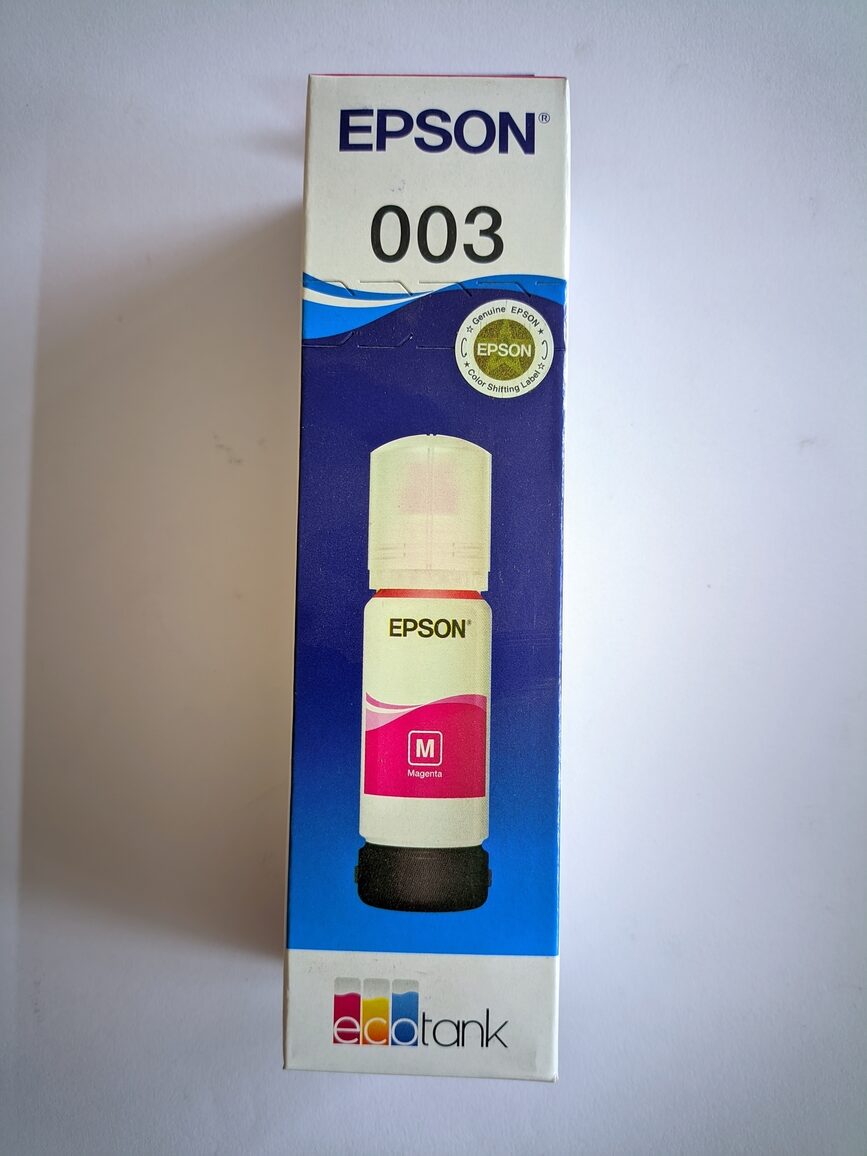 EPSON®
003
☆ Genuine EPSON ★
EPSON
★ Color Shifting Label ☆
EPSON®
M
Magenta
ecotank